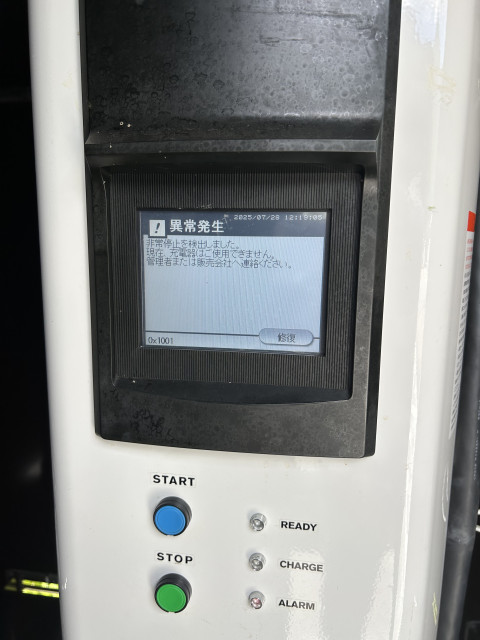 2025/07/28 12:19:09
! 異常発生
非常停止を検出しました。
現在、充電器はご使用できません。
管理者または販売会社へ連絡ください。
0x1001
修復
START
READY
STOP
CHARGE
ALARM